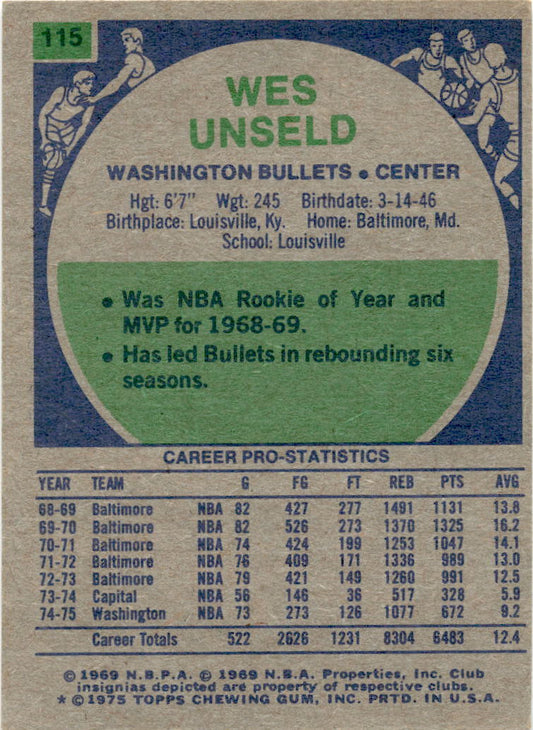 115
WES
UNSELD
WASHINGTON BULLETS • CENTER
Hgt: 6'7" Wgt: 245 Birthdate: 3-14-46
Birthplace: Louisville, Ky. Home: Baltimore, Md.
School: Louisville
• Was NBA Rookie of Year and
MVP for 1968-69.
• Has led Bullets in rebounding six
seasons.
CAREER PRO-STATISTICS
YEAR TEAM G FG FT REB PTS AVG
68-69 Baltimore NBA 82 427 277 1491 1131 13.8
69-70 Baltimore NBA 82 526 273 1370 1325 16.2
70-71 Baltimore NBA 74 424 199 1253 1047 14.1
71-72 Baltimore NBA 76 409 171 1336 989 13.0
72-73 Baltimore NBA 79 421 149 1260 991 12.5
73-74 Capital NBA 56 146 36 517 328 5.9
74-75 Washington NBA 73 273 126 1077 672 9.2
Career Totals 522 2626 1231 8304 6483 12.4
© 1969 N.B.P.A. © 1969 N.B.A. Properties, Inc. Club
insignias depicted are property of respective clubs.
* © 1975 TOPPS CHEWING GUM, INC. PRTD. IN U.S.A.